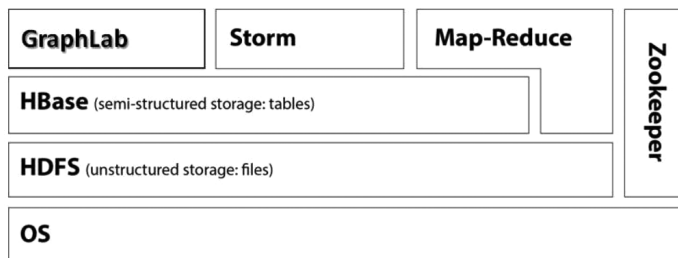 GraphLab
Storm
Map-Reduce
Zookeeper
HBase (semi-structured storage: tables)
HDFS (unstructured storage: files)
OS